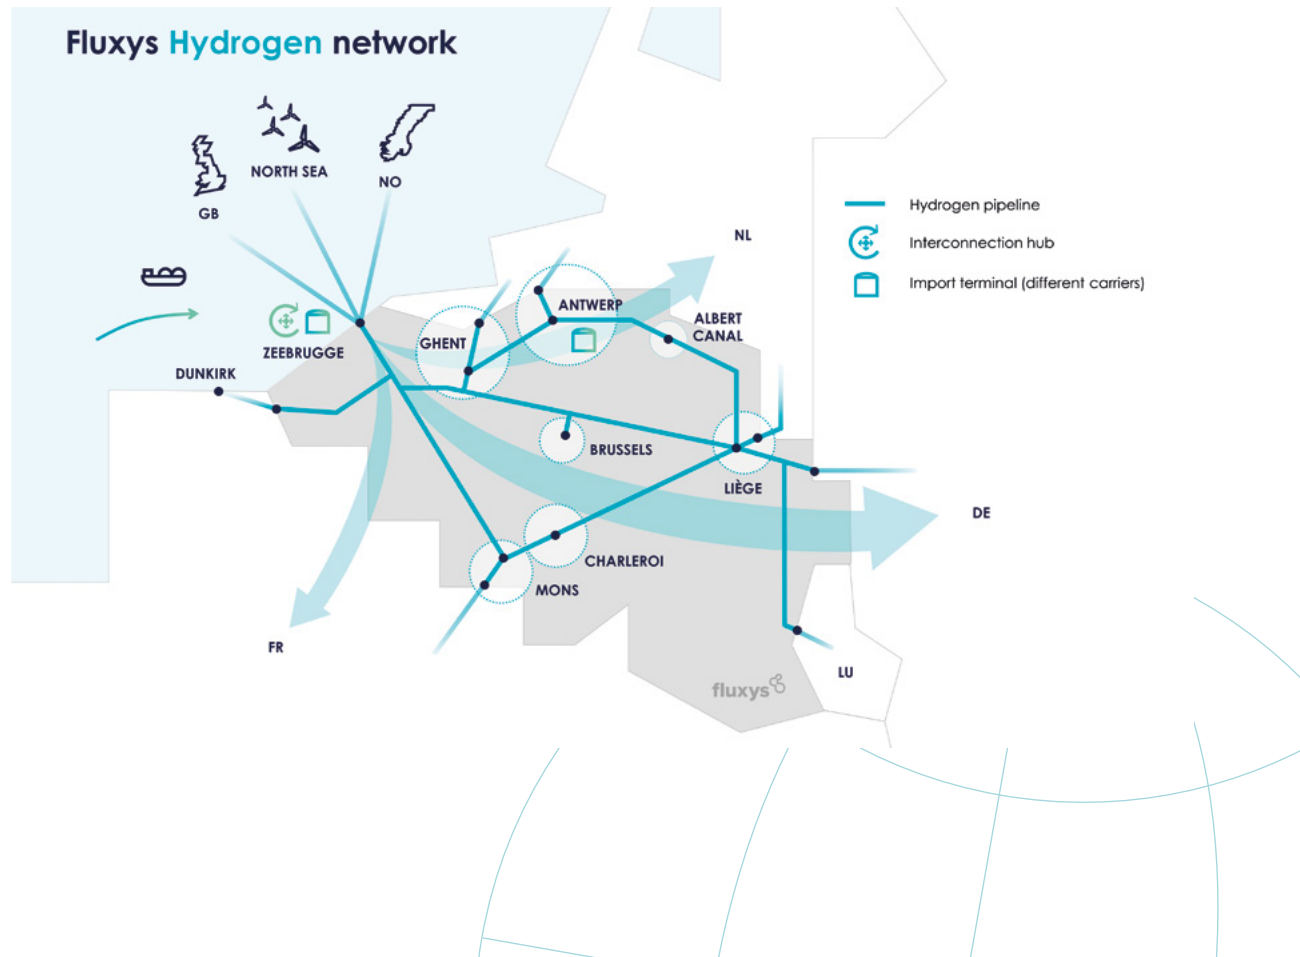 Fluxys Hydrogen network
NORTH SEA
NO
GB
Hydrogen pipeline
Interconnection hub
Import terminal (different carriers)
NL
ANTWERP
ALBERT
CANAL
GHENT
ZEEBRUGGE
DUNKIRK
BRUSSELS
LIÈGE
DE
CHARLEROI
MONS
FR
LU
fluxys